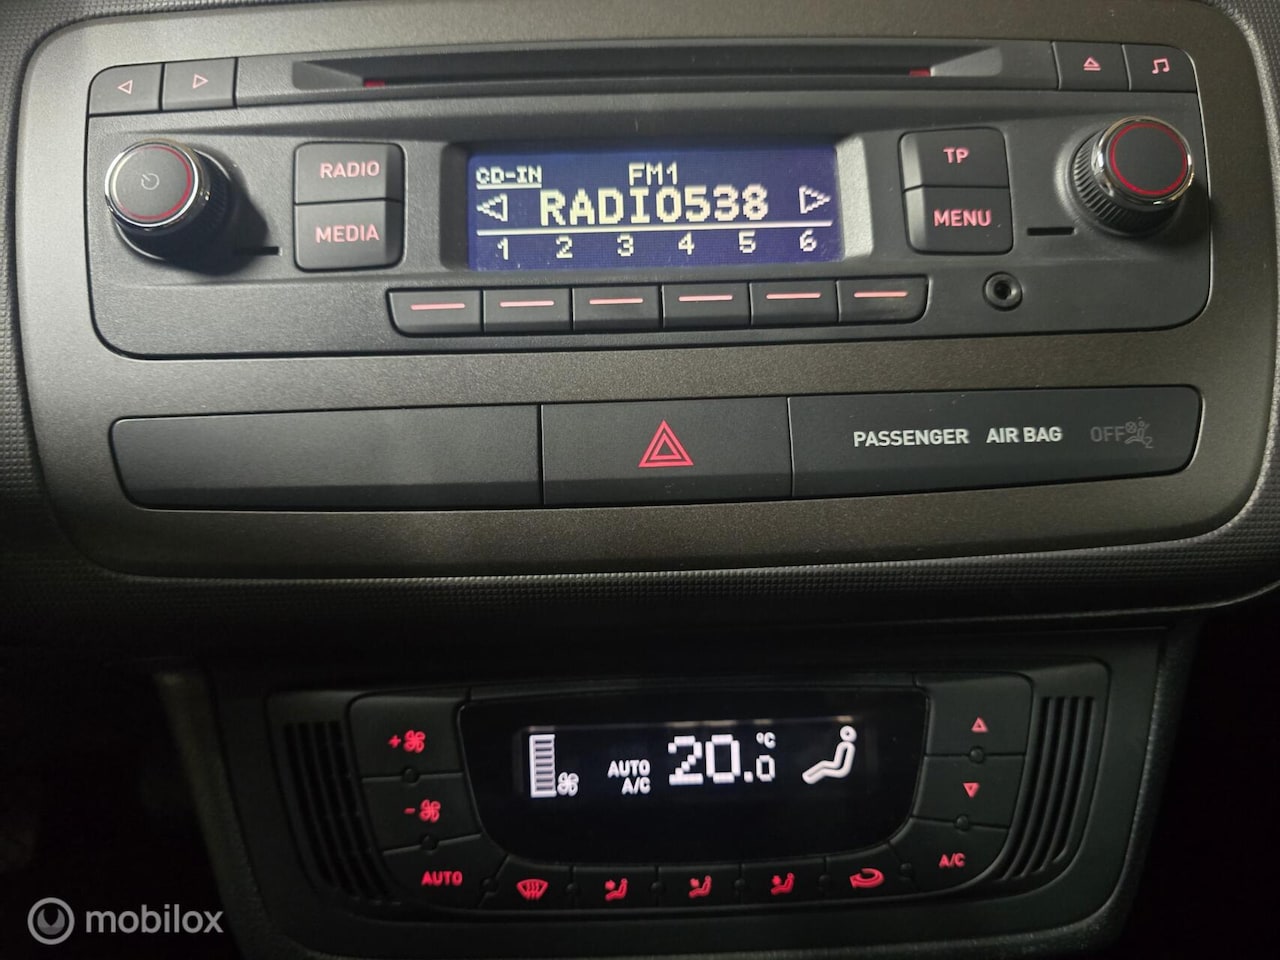 CD-IN FM1
RADIO538
1 2 3 4 5 6
RADIO
MEDIA
TP
MENU
PASSENGER AIR BAG OFF
2
AUTO
A/C
20.0 °C
+
-
AUTO
A/C
mobilox